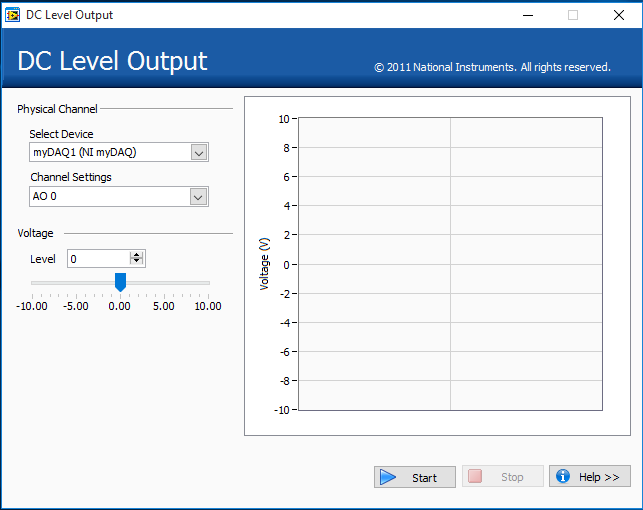 DC Level Output
DC Level Output
© 2011 National Instruments. All rights reserved.
Physical Channel
Select Device
myDAQ1 (NI myDAQ)
Channel Settings
AO 0
Voltage
Level 0
-10.00 -5.00 0.00 5.00 10.00
Voltage (V)
10
8
6
4
2
0
-2
-4
-6
-8
-10
Start
Stop
Help >>